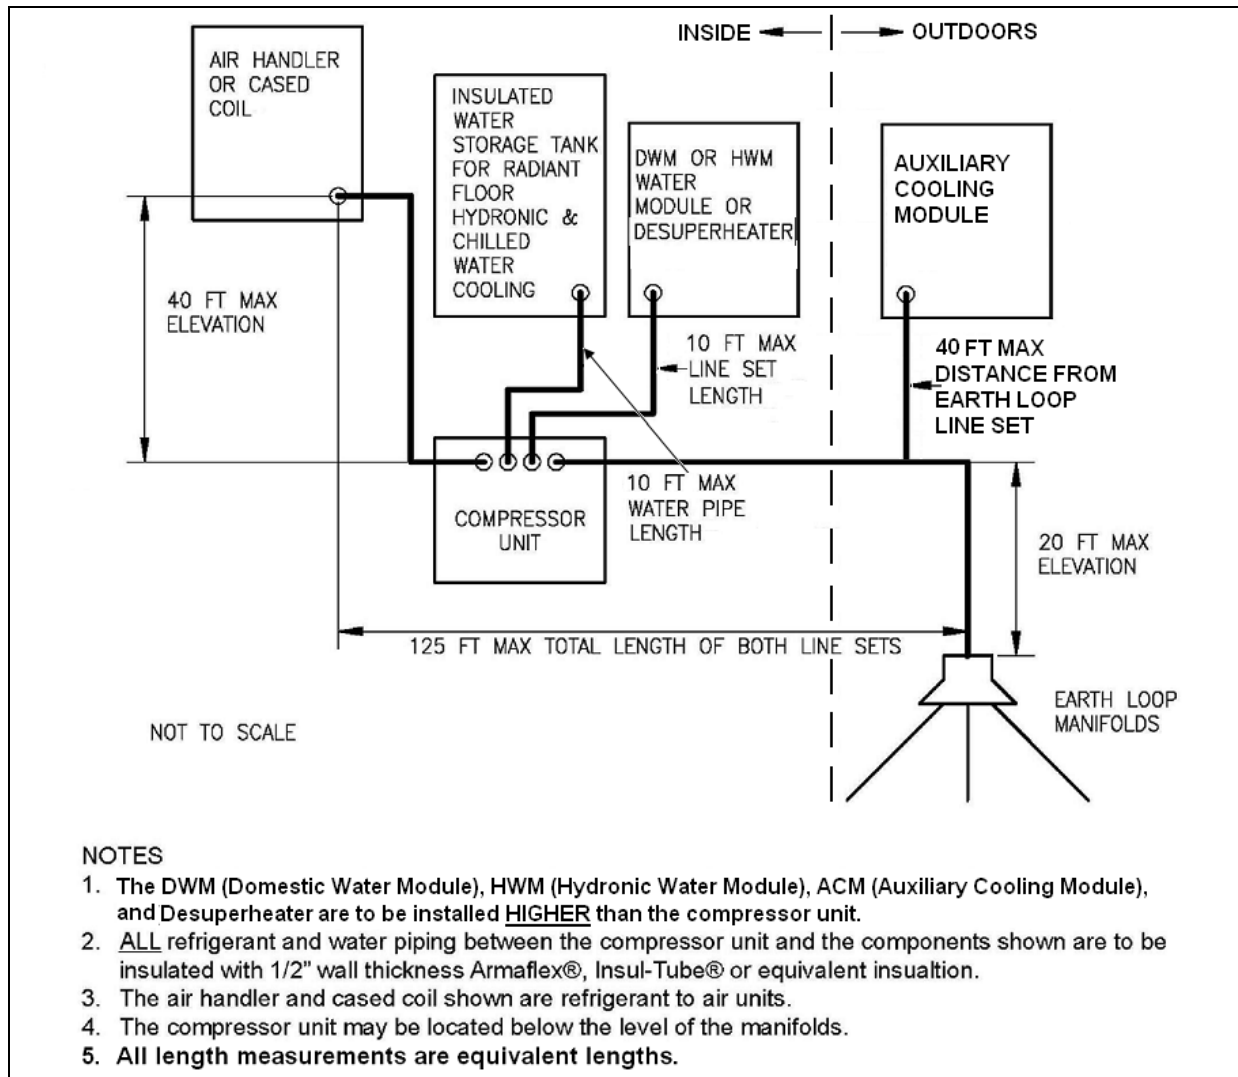 INSIDE
OUTDOORS
AIR HANDLER
OR CASED
COIL
INSULATED
WATER
STORAGE TANK
FOR RADIANT
FLOOR
HYDRONIC &
CHILLED
WATER
COOLING
DWM OR HWM
WATER
MODULE OR
DESUPERHEATER
AUXILIARY
COOLING
MODULE
40 FT MAX
ELEVATION
10 FT MAX
LINE SET
LENGTH
40 FT MAX
DISTANCE FROM
EARTH LOOP
LINE SET
10 FT MAX
WATER PIPE
LENGTH
COMPRESSOR
UNIT
20 FT MAX
ELEVATION
125 FT MAX TOTAL LENGTH OF BOTH LINE SETS
EARTH LOOP
MANIFOLDS
NOT TO SCALE
NOTES
1. The DWM (Domestic Water Module), HWM (Hydronic Water Module), ACM (Auxiliary Cooling Module),
and Desuperheater are to be installed HIGHER than the compressor unit.
2. ALL refrigerant and water piping between the compressor unit and the components shown are to be
insulated with 1/2" wall thickness Armaflex®, Insul-Tube® or equivalent insualtion.
3. The air handler and cased coil shown are refrigerant to air units.
4. The compressor unit may be located below the level of the manifolds.
5. All length measurements are equivalent lengths.